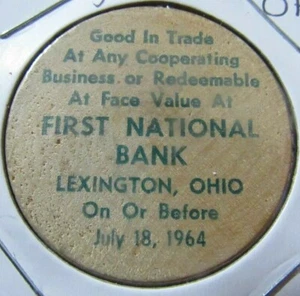 Good In Trade
At Any Cooperating
Business or Redeemable
At Face Value At
FIRST NATIONAL
BANK
LEXINGTON, OHIO
On Or Before
July 18, 1964